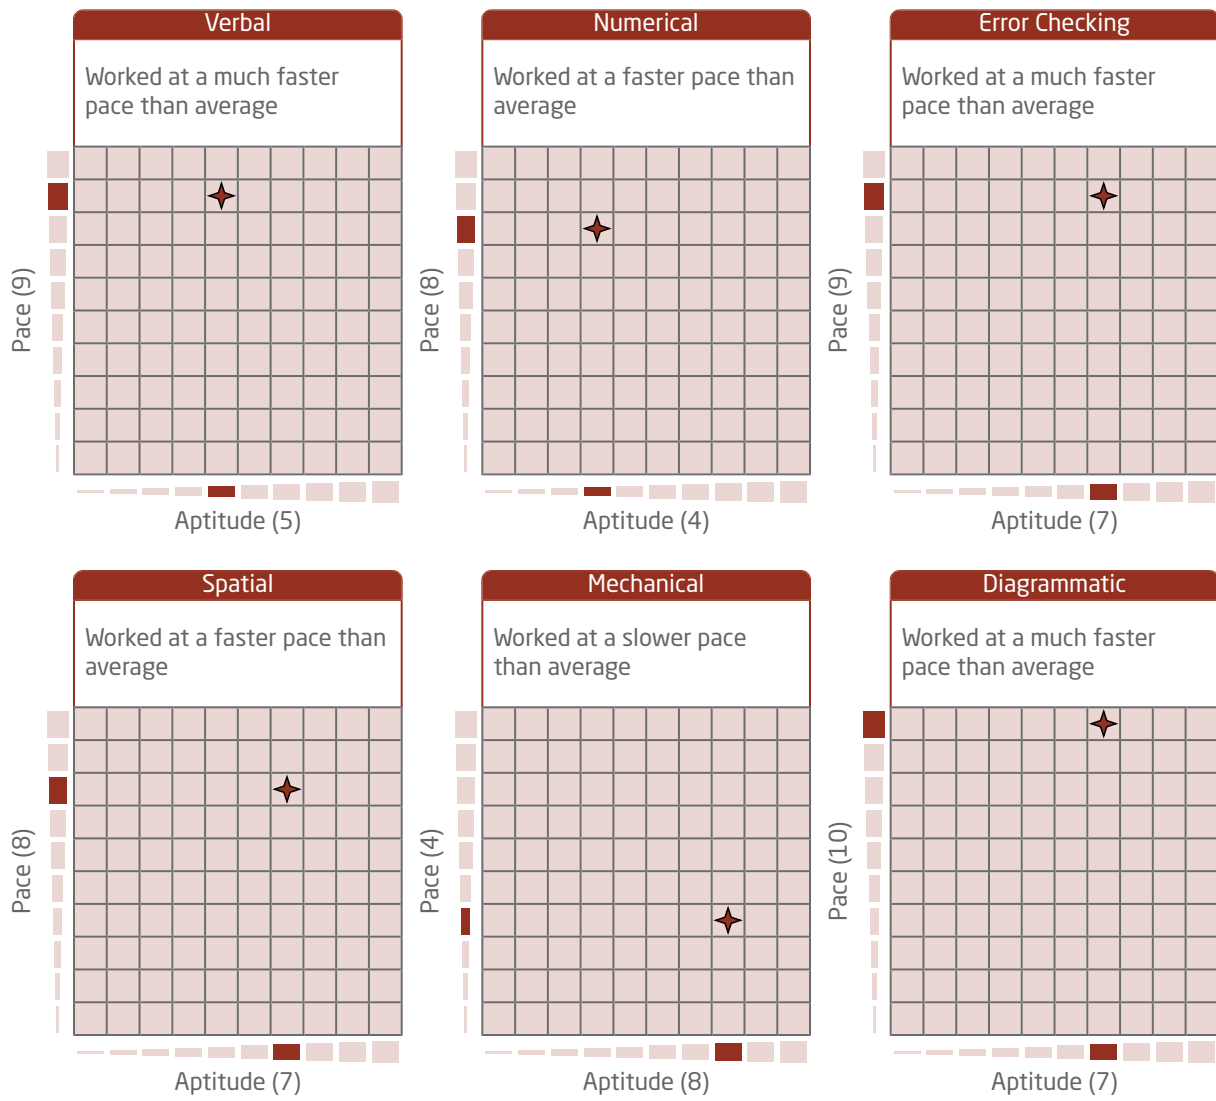 Verbal
Worked at a much faster
pace than average
Pace (9)
Aptitude (5)
Numerical
Worked at a faster pace than
average
Pace (8)
Aptitude (4)
Error Checking
Worked at a much faster
pace than average
Pace (9)
Aptitude (7)
Spatial
Worked at a faster pace than
average
Pace (8)
Aptitude (7)
Mechanical
Worked at a slower pace
than average
Pace (4)
Aptitude (8)
Diagrammatic
Worked at a much faster
pace than average
Pace (10)
Aptitude (7)